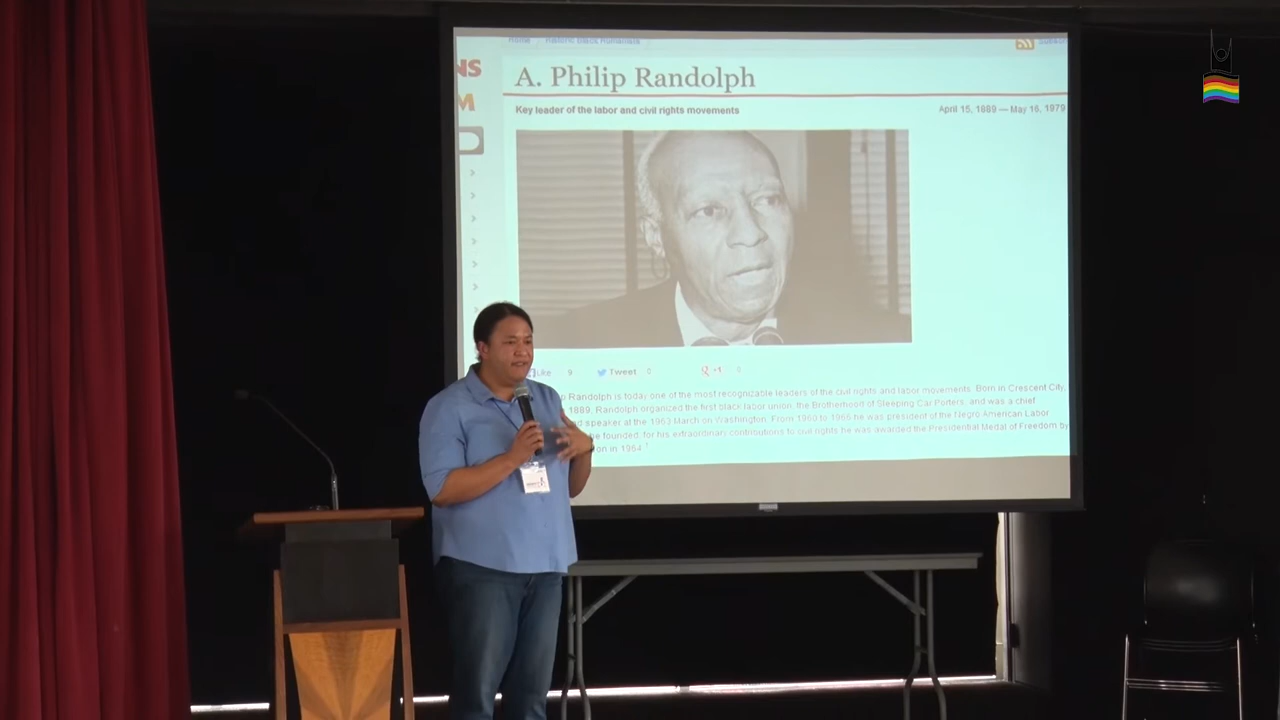 Home Historic Black Humanists
NS
M
A. Philip Randolph
Key leader of the labor and civil rights movements
April 15, 1889 — May 16, 1979
Like 9 Tweet 0 +1 0
Randolph is today one of the most recognizable leaders of the civil rights and labor movements. Born in Crescent City,
1889, Randolph organized the first black labor union, the Brotherhood of Sleeping Car Porters, and was a chief
speaker at the 1963 March on Washington. From 1960 to 1966 he was president of the Negro American Labor
he founded, for his extraordinary contributions to civil rights he was awarded the Presidential Medal of Freedom by
on in 1964.1